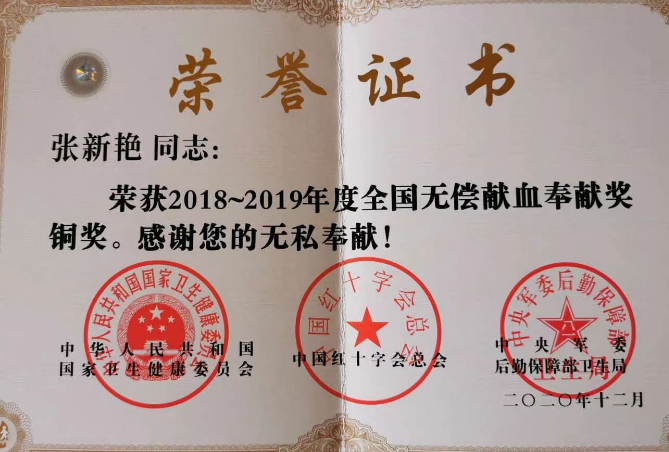 荣誉证书
张新艳 同志：
荣获2018~2019年度全国无偿献血奉献奖
铜奖。感谢您的无私奉献！
中华人民共和国国家卫生健康委员会
中华人民共和国
国家卫生健康委员会
中国红十字会总会
中国红十字会总会
中央军委后勤保障部
卫生局
中央军委
后勤保障部卫生局
二〇二〇年十二月